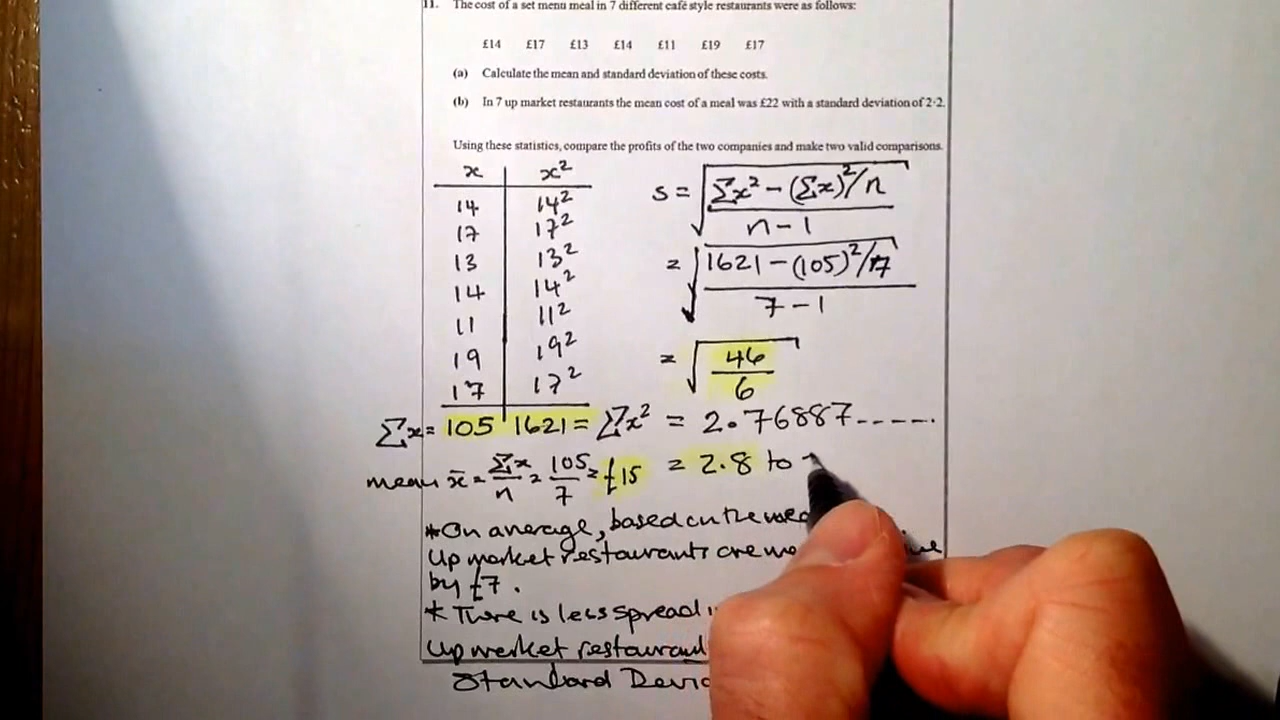 11. The cost of a set menu meal in 7 different café style restaurants were as follows:
£14 £17 £13 £14 £11 £19 £17
(a) Calculate the mean and standard deviation of these costs.
(b) In 7 up market restaurants the mean cost of a meal was £22 with a standard deviation of 2·2.
Using these statistics, compare the profits of the two companies and make two valid comparisons.
x x²
14 14²
17 17²
13 13²
14 14²
11 11²
19 19²
17 17²
Σx = 105 1621 = Σx²
mean x̄ = Σx/n = 105/7 = £15
s = √((Σx² − (Σx)²/n)/(n − 1))
= √((1621 − (105)²/7)/(7 − 1))
= √(46/6)
= 2.76887-----.
= 2.8 to
* On average, based on the
Up market restaurants are
by £7.
* There is less spread
Up market
Standard